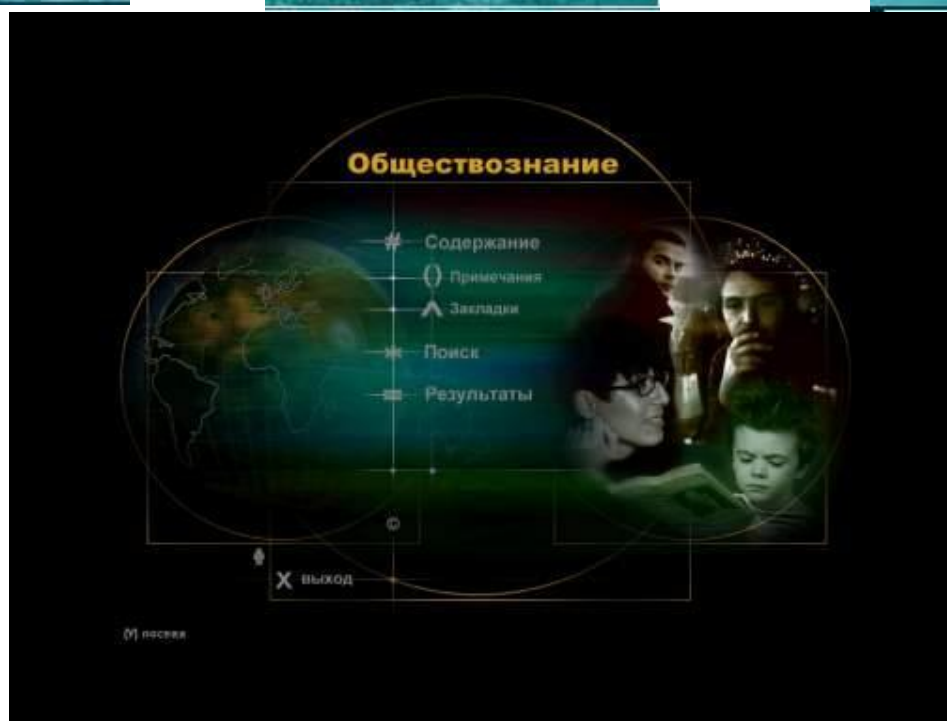 Обществознание
# Содержание
() Примечания
^ Закладки
Поиск
= Результаты
©
X выход